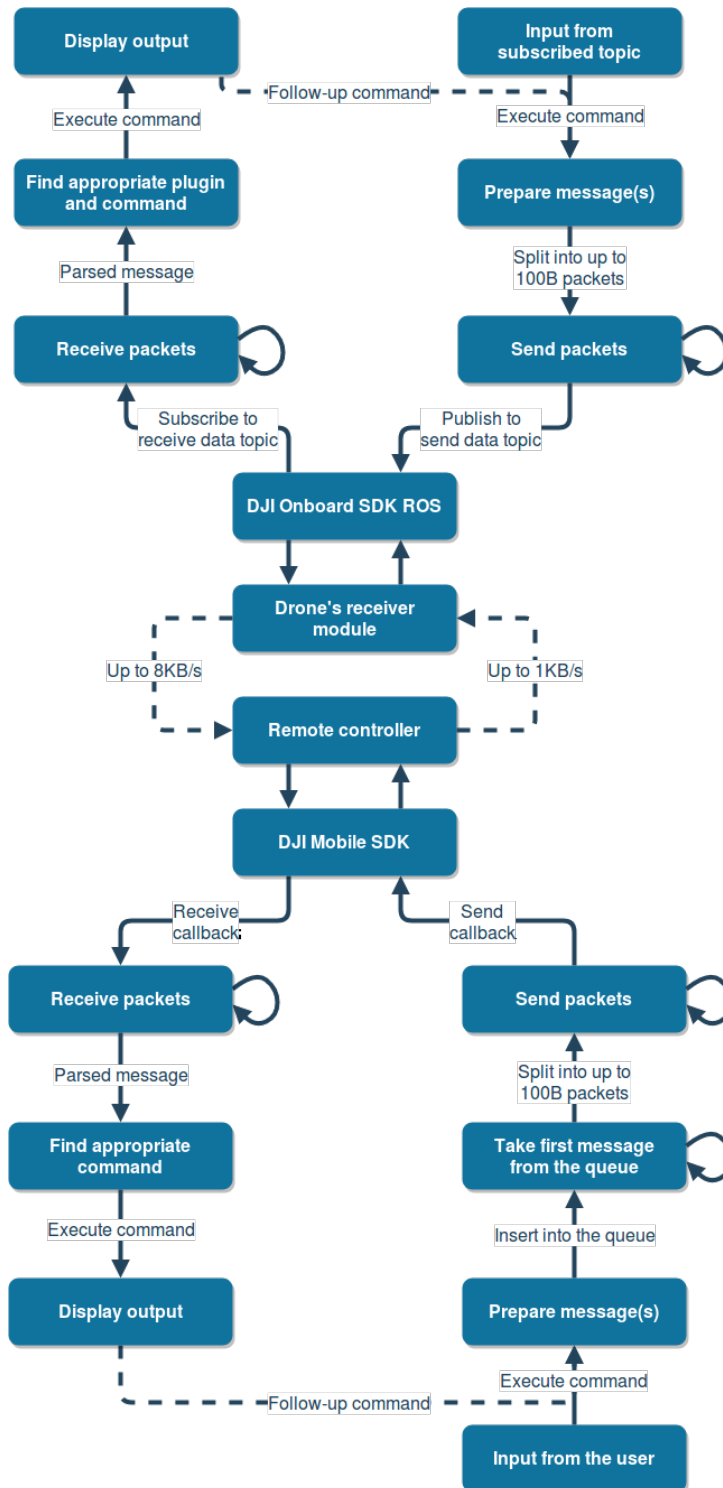 Display output
Input from
subscribed topic
Follow-up command
Execute command
Execute command
Find appropriate plugin
and command
Prepare message(s)
Parsed message
Split into up to
100B packets
Receive packets
Send packets
Subscribe to
receive data topic
Publish to
send data topic
DJI Onboard SDK ROS
Drone's receiver
module
Up to 8KB/s
Up to 1KB/s
Remote controller
DJI Mobile SDK
Receive
callback
Send
callback
Receive packets
Send packets
Parsed message
Split into up to
100B packets
Find appropriate
command
Take first message
from the queue
Execute command
Insert into the queue
Display output
Prepare message(s)
Execute command
Follow-up command
Input from the user